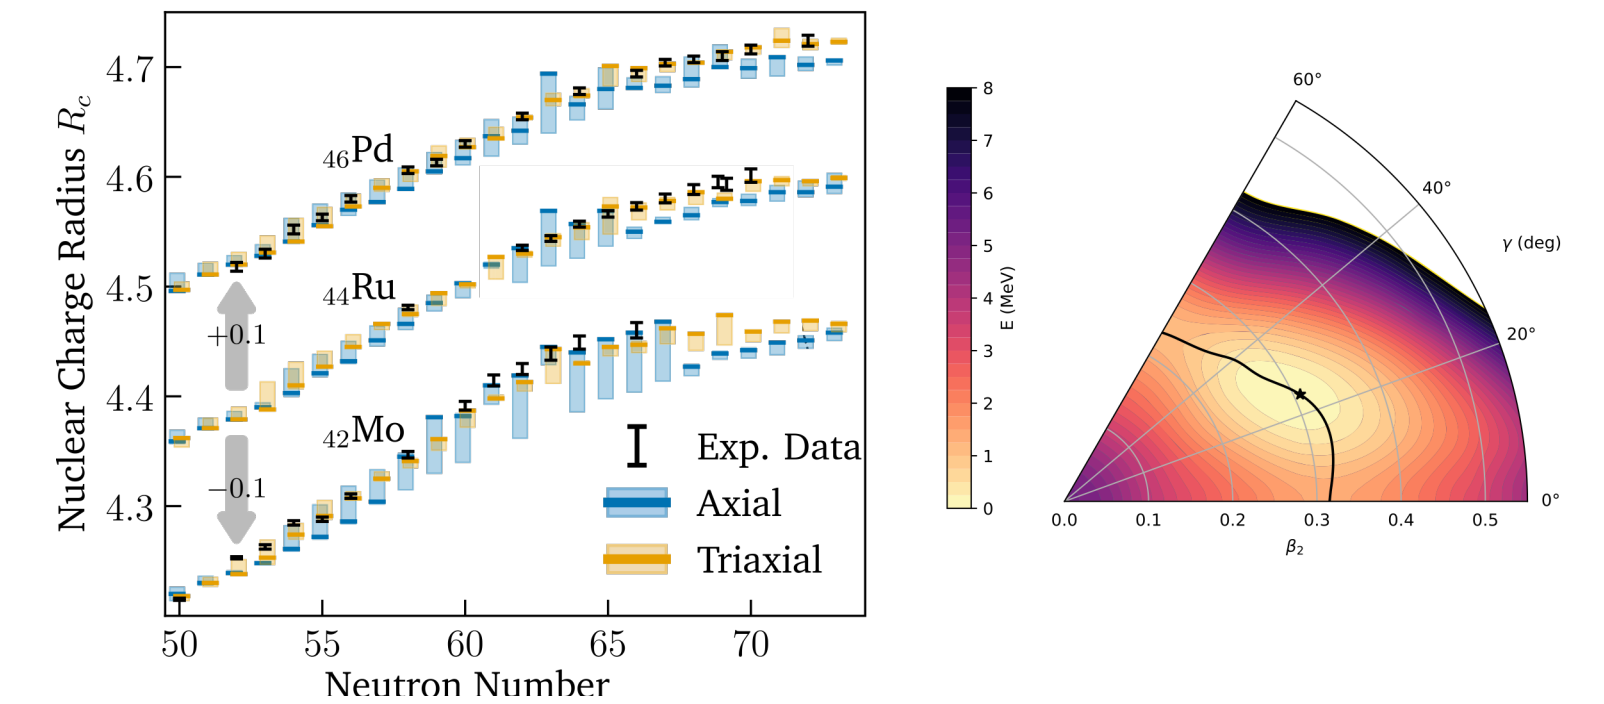 Nuclear Charge Radius R_c
4.7
4.6
4.5
4.4
4.3
₄₆Pd
₄₄Ru
₄₂Mo
+0.1
−0.1
Exp. Data
Axial
Triaxial
50 55 60 65 70
Neutron Number
8
7
6
5
4
3
2
1
0
E (MeV)
60°
40°
γ (deg)
20°
0°
0.0 0.1 0.2 0.3 0.4 0.5
β₂